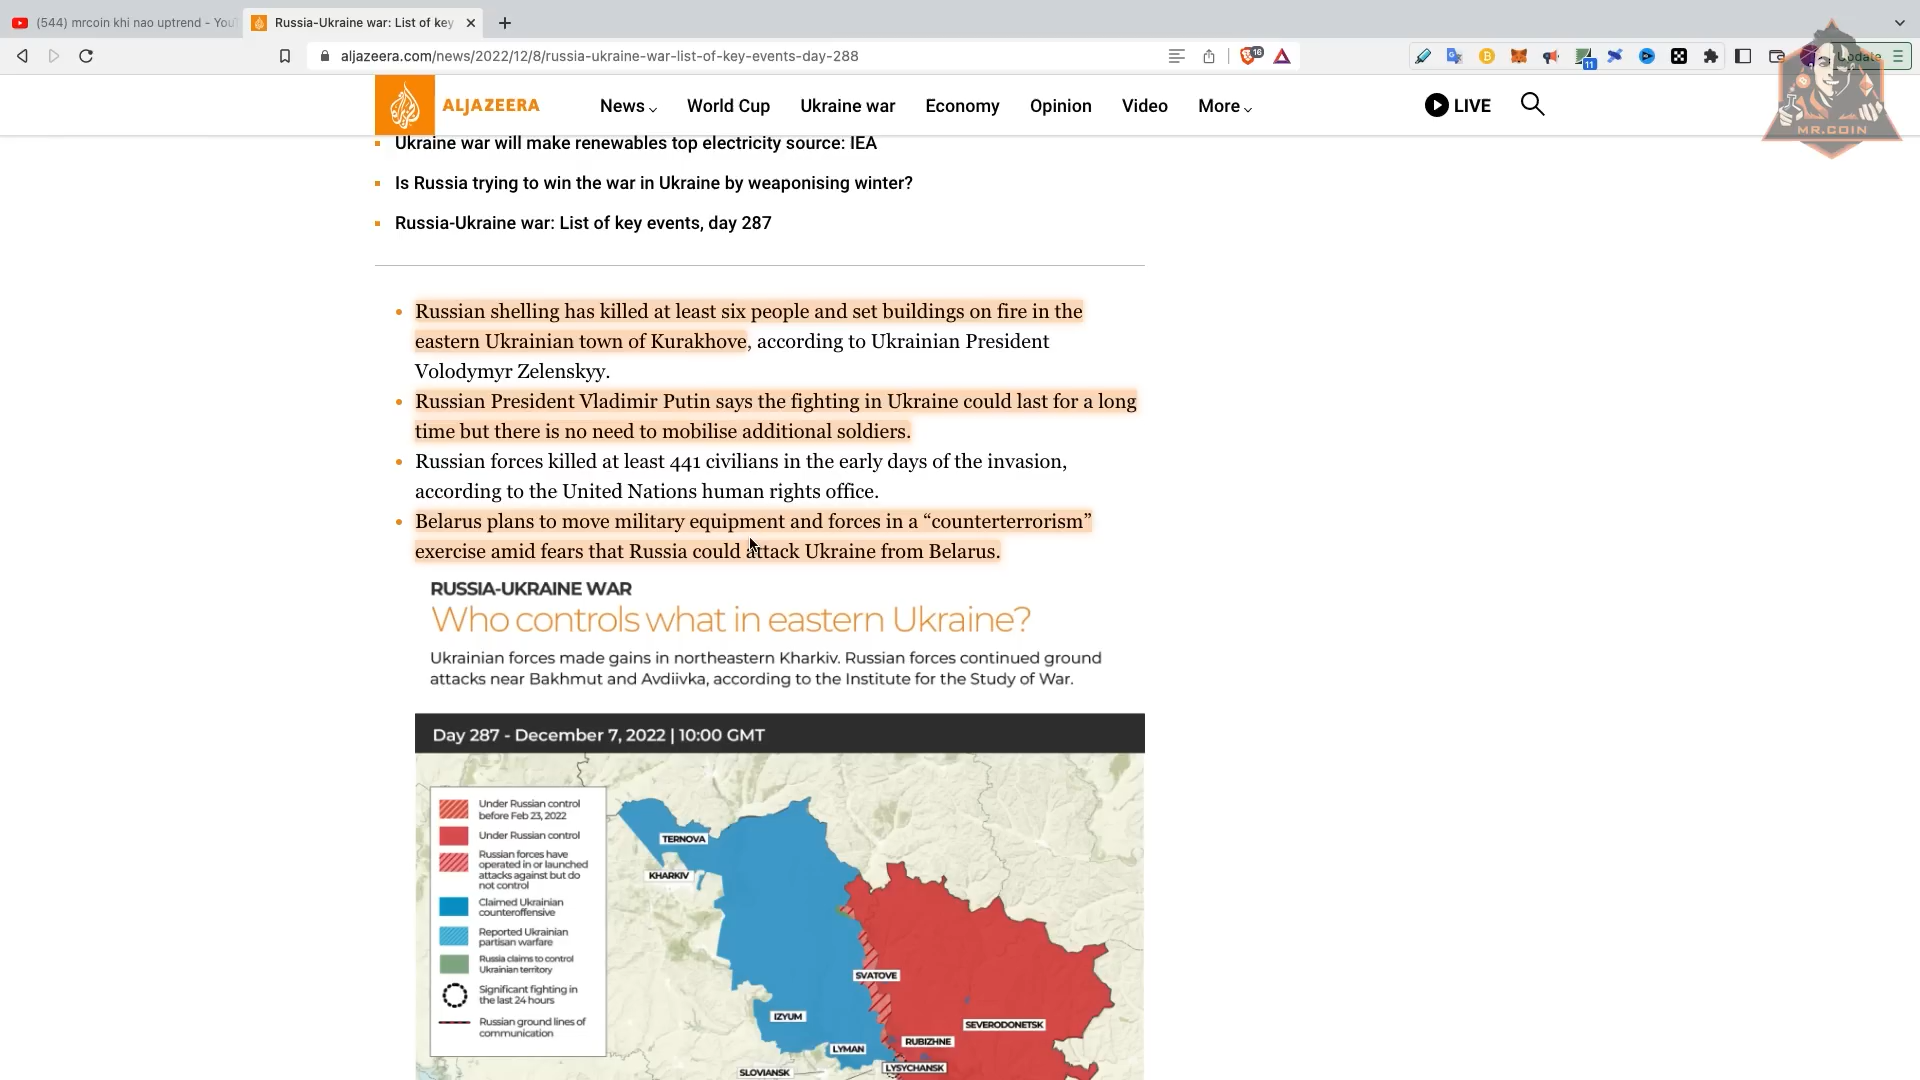 (544) mrcoin khi nao uptrend - You
Russia-Ukraine war: List of key
aljazeera.com/news/2022/12/8/russia-ukraine-war-list-of-key-events-day-288
16
11
Update
MR.COIN
ALJAZEERA
News
World Cup
Ukraine war
Economy
Opinion
Video
More
LIVE
Ukraine war will make renewables top electricity source: IEA
Is Russia trying to win the war in Ukraine by weaponising winter?
Russia-Ukraine war: List of key events, day 287
Russian shelling has killed at least six people and set buildings on fire in the
eastern Ukrainian town of Kurakhove, according to Ukrainian President
Volodymyr Zelenskyy.
Russian President Vladimir Putin says the fighting in Ukraine could last for a long
time but there is no need to mobilise additional soldiers.
Russian forces killed at least 441 civilians in the early days of the invasion,
according to the United Nations human rights office.
Belarus plans to move military equipment and forces in a “counterterrorism”
exercise amid fears that Russia could attack Ukraine from Belarus.
RUSSIA-UKRAINE WAR
Who controls what in eastern Ukraine?
Ukrainian forces made gains in northeastern Kharkiv. Russian forces continued ground
attacks near Bakhmut and Avdiivka, according to the Institute for the Study of War.
Day 287 - December 7, 2022 | 10:00 GMT
Under Russian control
before Feb 23, 2022
Under Russian control
Russian forces have
operated in or launched
attacks against but do
not control
Claimed Ukrainian
counteroffensive
Reported Ukrainian
partisan warfare
Russia claims to control
Ukrainian territory
Significant fighting in
the last 24 hours
Russian ground lines of
communication
TERNOVA
KHARKIV
SVATOVE
IZYUM
SEVERODONETSK
RUBIZHNE
LYMAN
LYSYCHANSK
SLOVIANSK